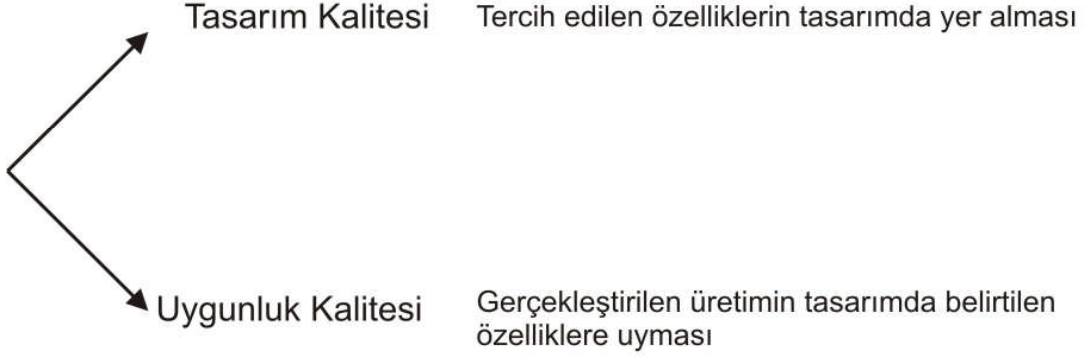 Tasarım Kalitesi
Tercih edilen özelliklerin tasarımda yer alması
Uygunluk Kalitesi
Gerçekleştirilen üretimin tasarımda belirtilen
özelliklere uyması